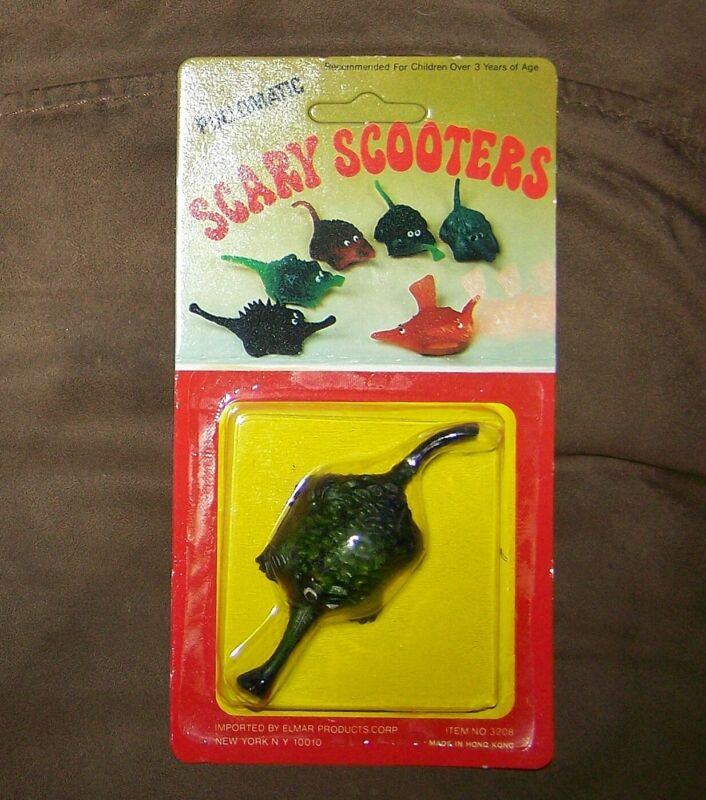 Recommended For Children Over 3 Years of Age
SCARY SCOOTERS
IMPORTED BY ELMAR PRODUCTS CORP
NEW YORK N Y 10010
ITEM NO 3208
MADE IN HONG KONG